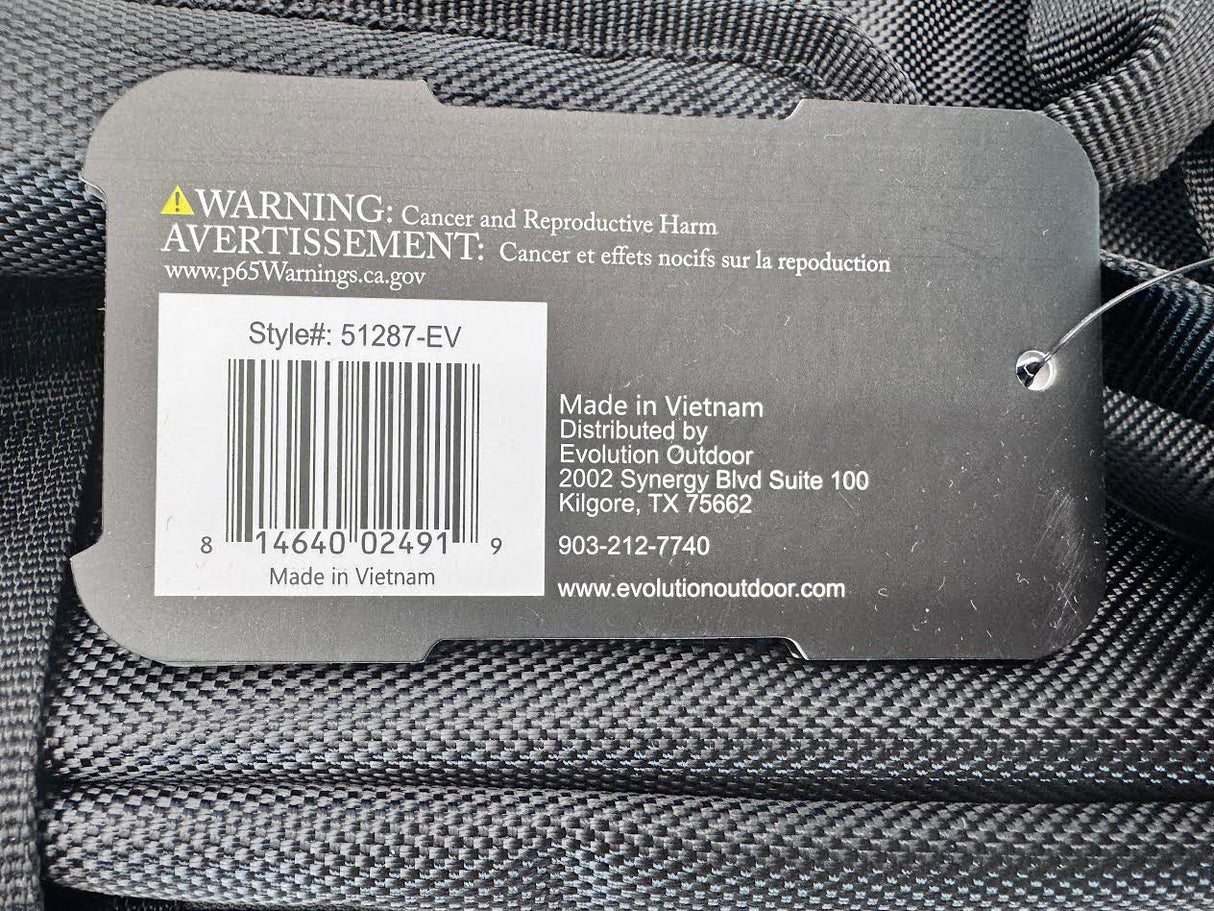 WARNING: Cancer and Reproductive Harm
AVERTISSEMENT: Cancer et effets nocifs sur la repoduction
www.p65Warnings.ca.gov
Style#: 51287-EV
8 14640 02491 9
Made in Vietnam
Made in Vietnam
Distributed by
Evolution Outdoor
2002 Synergy Blvd Suite 100
Kilgore, TX 75662
903-212-7740
www.evolutionoutdoor.com